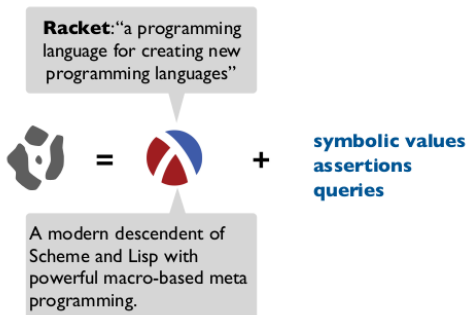 Racket:“a programming
language for creating new
programming languages”
= +
symbolic values
assertions
queries
A modern descendent of
Scheme and Lisp with
powerful macro-based meta
programming.